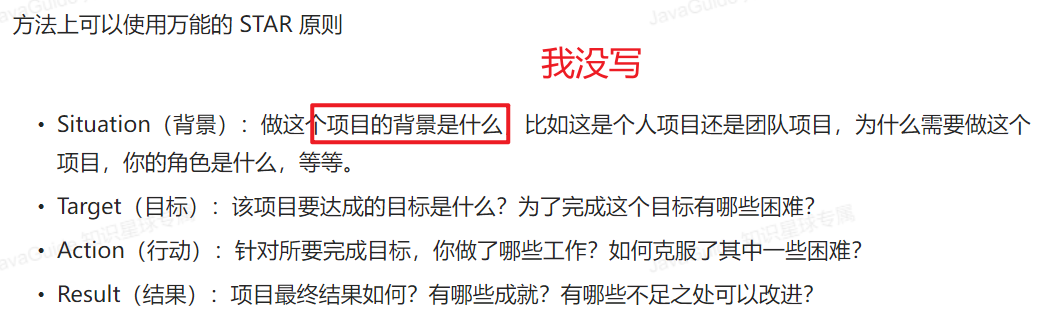 方法上可以使用万能的 STAR 原则
我没写
• Situation（背景）：做这个项目的背景是什么 比如这是个人项目还是团队项目，为什么需要做这个
项目，你的角色是什么，等等。
• Target（目标）：该项目要达成的目标是什么？为了完成这个目标有哪些困难？
• Action（行动）：针对所要完成目标，你做了哪些工作？如何克服了其中一些困难？
• Result（结果）：项目最终结果如何？有哪些成就？有哪些不足之处可以改进？